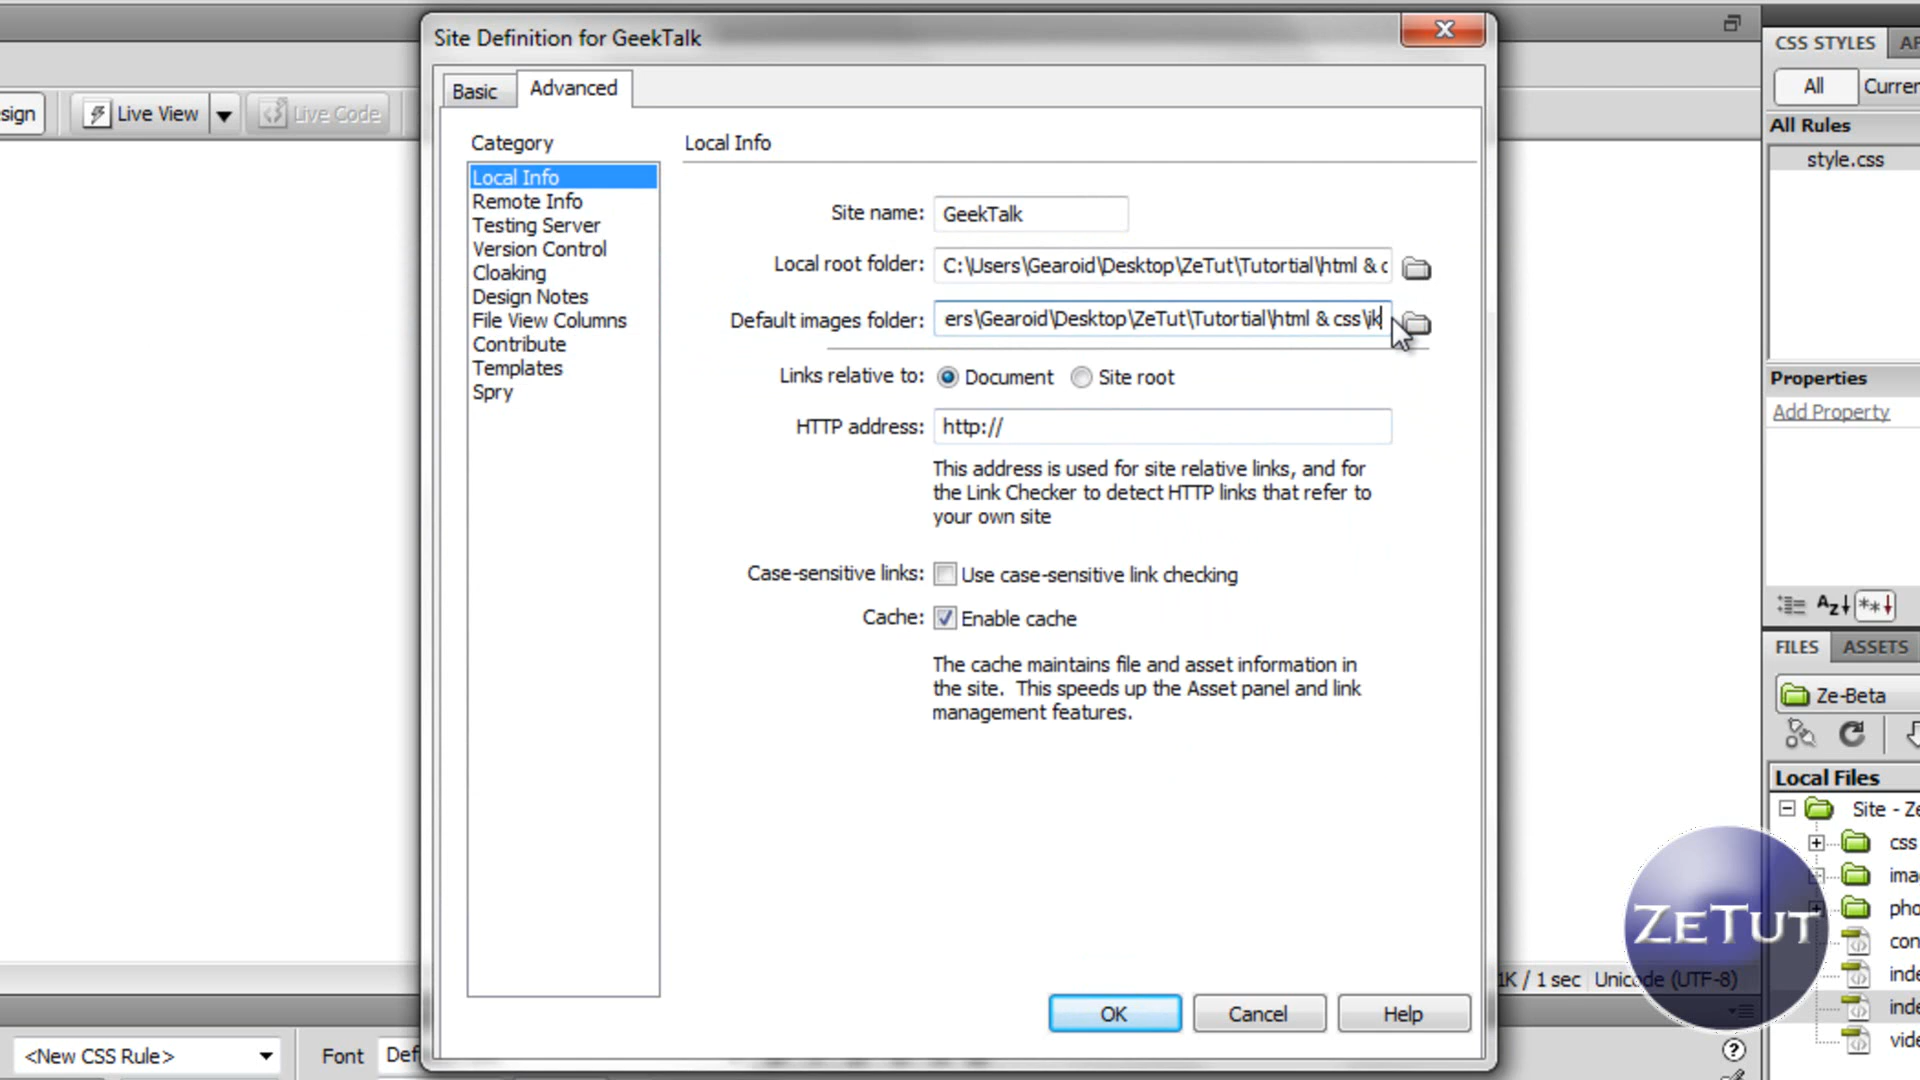 Site Definition for GeekTalk
CSS STYLES
Basic
Advanced
All
sign
Live View
Live Code
All Rules
style.css
Category
Local Info
Local Info
Remote Info
Testing Server
Version Control
Cloaking
Design Notes
File View Columns
Contribute
Templates
Spry
Site name: GeekTalk
Local root folder: C:\Users\Gearoid\Desktop\ZeTut\Tutortial\html & c
Default images folder: ers\Gearoid\Desktop\ZeTut\Tutortial\html & css\ik
Links relative to: Document Site root
HTTP address: http://
This address is used for site relative links, and for
the Link Checker to detect HTTP links that refer to
your own site
Case-sensitive links: Use case-sensitive link checking
Cache: Enable cache
The cache maintains file and asset information in
the site. This speeds up the Asset panel and link
management features.
OK Cancel Help
Properties
Add Property
FILES ASSETS
Ze-Beta
Local Files
Site - Ze
css
ima
pho
con
inde
inde
vide
ZeTut
1K / 1 sec Unicode (UTF-8)
<New CSS Rule>
Font
Def